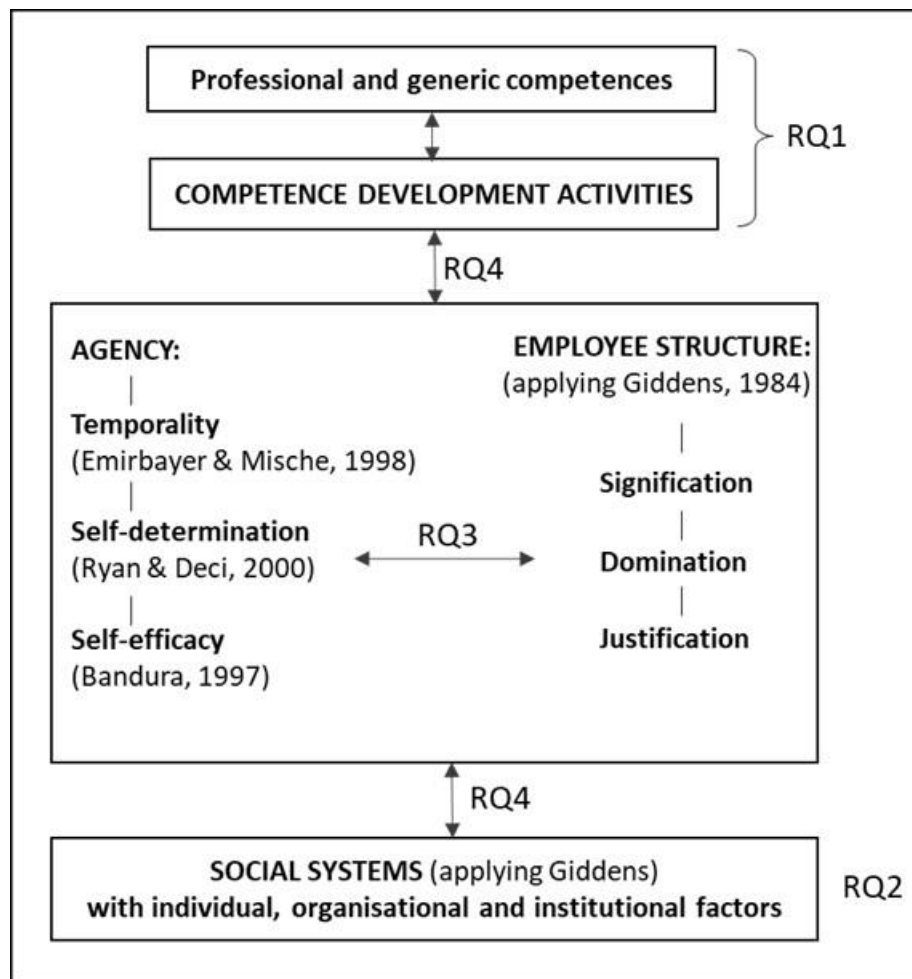 Professional and generic competences
RQ1
COMPETENCE DEVELOPMENT ACTIVITIES
RQ4
AGENCY:
Temporality
(Emirbayer & Mische, 1998)
Self-determination
(Ryan & Deci, 2000)
Self-efficacy
(Bandura, 1997)
RQ3
EMPLOYEE STRUCTURE:
(applying Giddens, 1984)
Signification
Domination
Justification
RQ4
SOCIAL SYSTEMS (applying Giddens)
with individual, organisational and institutional factors
RQ2